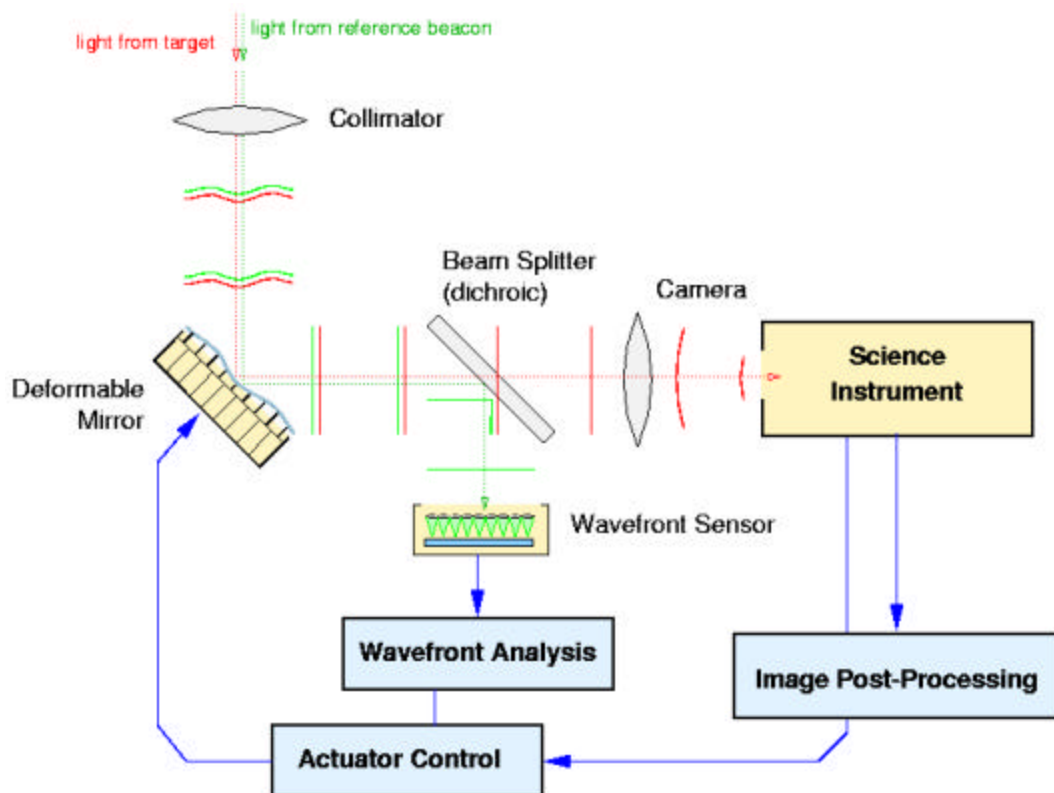 light from reference beacon
light from target
Collimator
Beam Splitter
(dichroic)
Camera
Science
Instrument
Deformable
Mirror
Wavefront Sensor
Wavefront Analysis
Image Post-Processing
Actuator Control